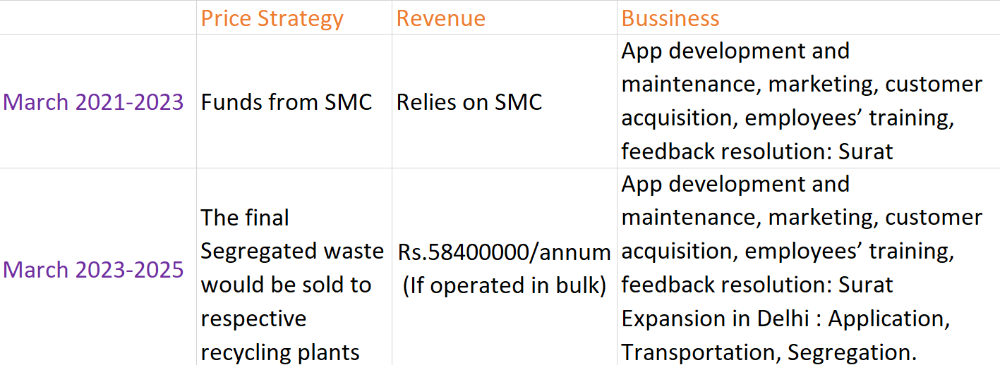 Price Strategy
Revenue
Bussiness
March 2021-2023
Funds from SMC
Relies on SMC
App development and
maintenance, marketing, customer
acquisition, employees’ training,
feedback resolution: Surat
March 2023-2025
The final
Segregated waste
would be sold to
respective
recycling plants
Rs.58400000/annum
(If operated in bulk)
App development and
maintenance, marketing, customer
acquisition, employees’ training,
feedback resolution: Surat
Expansion in Delhi : Application,
Transportation, Segregation.